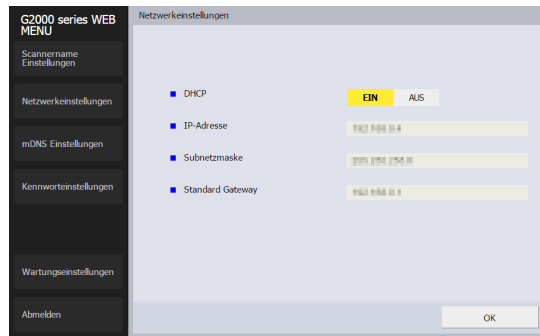 G2000 series WEB
MENU
Scannername
Einstellungen
Netzwerkeinstellungen
mDNS Einstellungen
Kennworteinstellungen
Wartungseinstellungen
Abmelden
Netzwerkeinstellungen
DHCP
EIN AUS
IP-Adresse
Subnetzmaske
Standard Gateway
OK